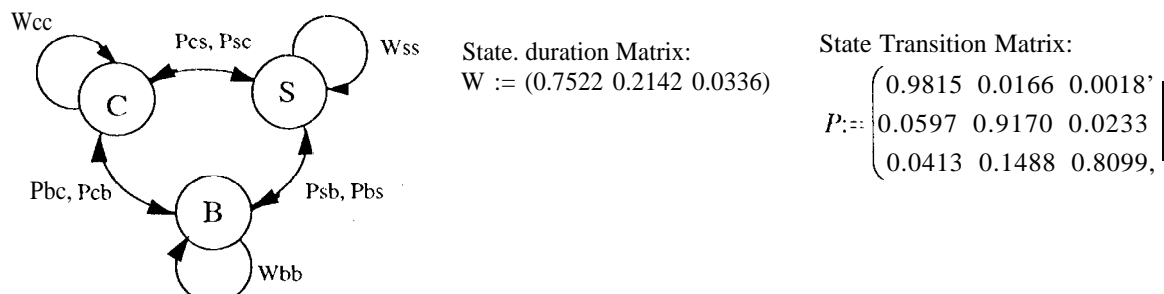 Wcc
Pcs, Psc
Wss
C
S
Pbc, Pcb
Psb, Pbs
B
Wbb
State. duration Matrix:
W := (0.7522 0.2142 0.0336)
State Transition Matrix:
P:= 0.9815 0.0166 0.0018
0.0597 0.9170 0.0233
0.0413 0.1488 0.8099,